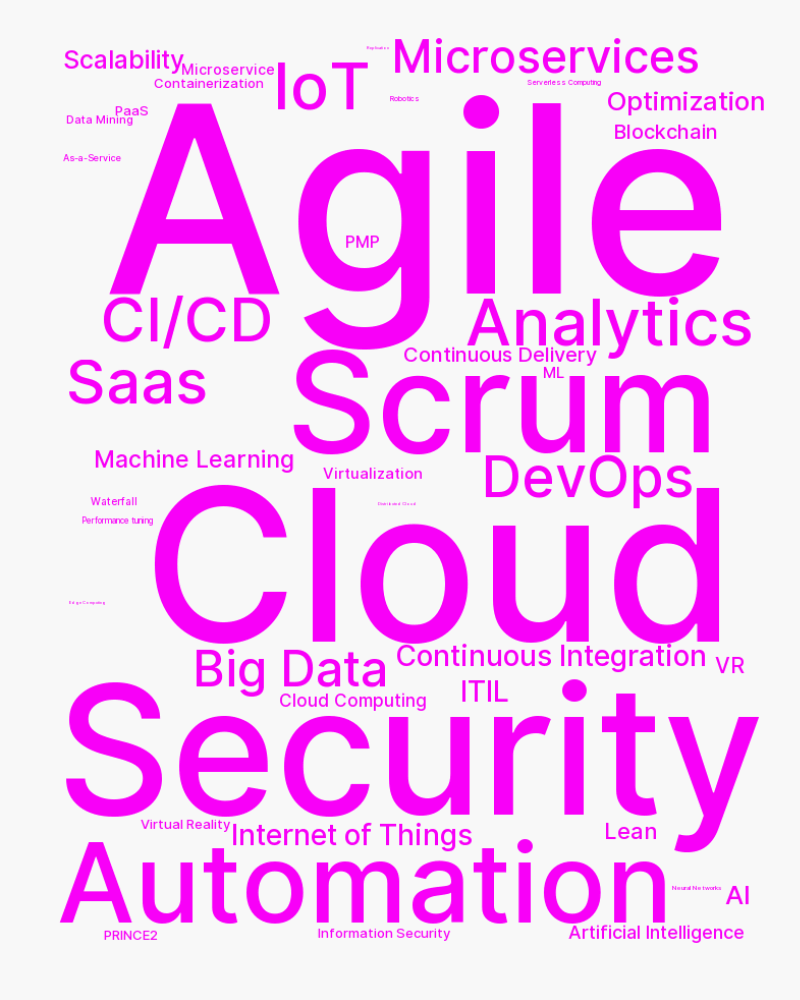 Replication
Microservices
Scalability
Microservice
IoT
Containerization
Serverless Computing
Robotics
Optimization
PaaS
Data Mining
Blockchain
As-a-Service
Agile
PMP
CI/CD
Analytics
Continuous Delivery
Saas
ML
Scrum
Machine Learning
Virtualization
DevOps
Waterfall
Distributed Cloud
Performance tuning
Cloud
Edge Computing
Big Data
Continuous Integration
VR
Cloud Computing
ITIL
Security
Virtual Reality
Internet of Things
Lean
Automation
Neural Networks
AI
PRINCE2
Information Security
Artificial Intelligence